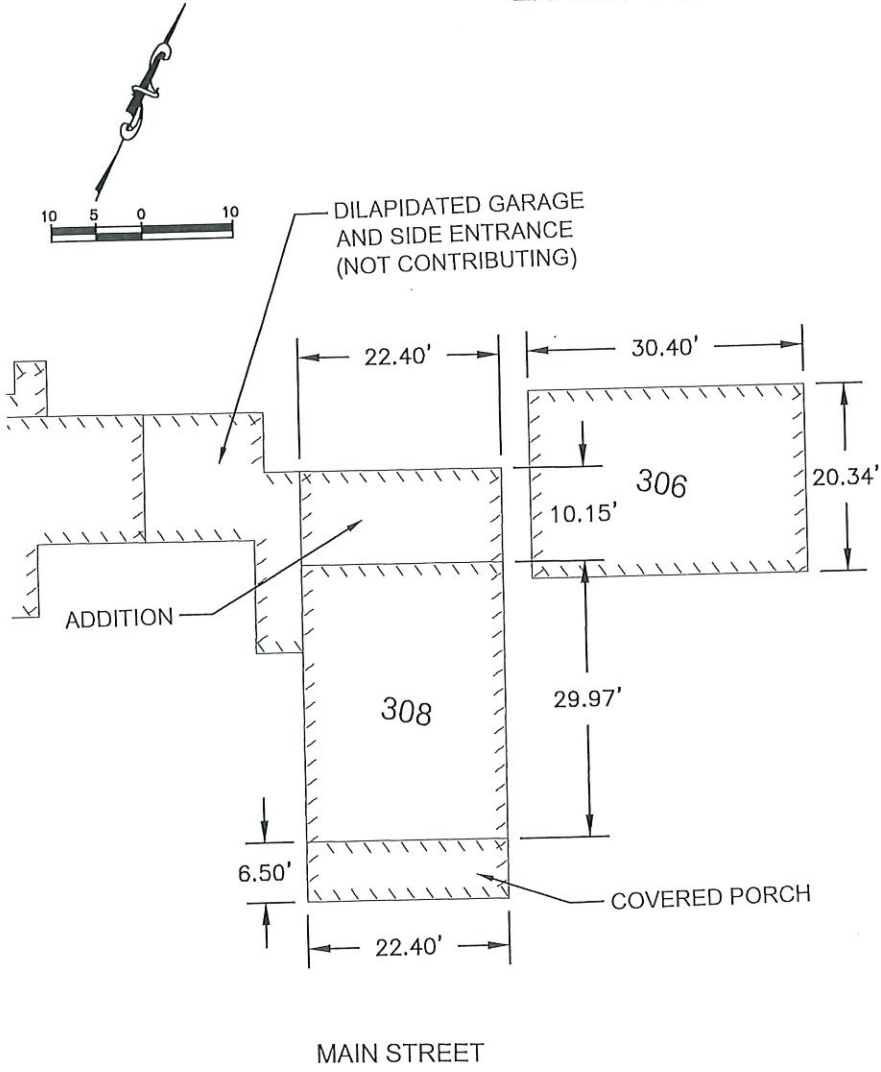 10 5 0 10
DILAPIDATED GARAGE
AND SIDE ENTRANCE
(NOT CONTRIBUTING)
22.40'
30.40'
306
20.34'
10.15'
ADDITION
308
29.97'
6.50'
COVERED PORCH
22.40'
MAIN STREET